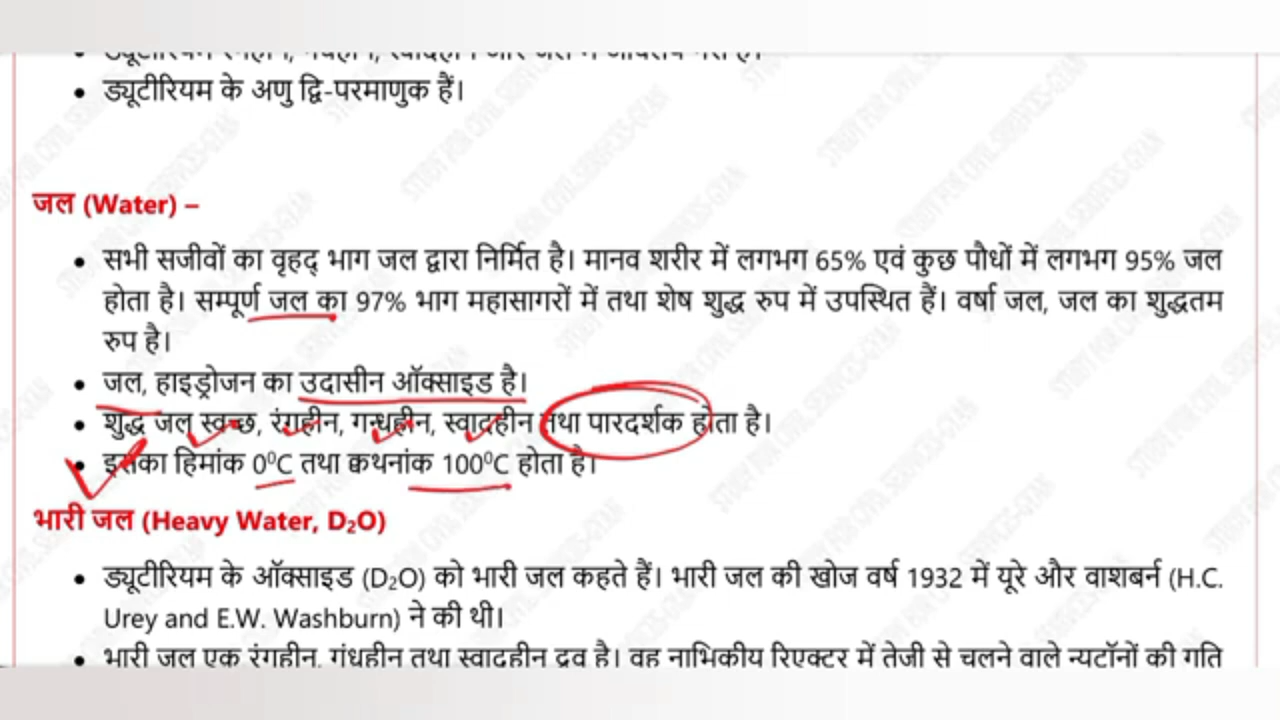 • ड्यूटीरियम के अणु द्वि-परमाणुक हैं।
जल (Water) –
• सभी सजीवों का वृहद् भाग जल द्वारा निर्मित है। मानव शरीर में लगभग 65% एवं कुछ पौधों में लगभग 95% जल
होता है। सम्पूर्ण जल का 97% भाग महासागरों में तथा शेष शुद्ध रुप में उपस्थित हैं। वर्षा जल, जल का शुद्धतम
रुप है।
• जल, हाइड्रोजन का उदासीन ऑक्साइड है।
• शुद्ध जल स्वच्छ, रंगहीन, गन्धहीन, स्वादहीन तथा पारदर्शक होता है।
• इसका हिमांक 0⁰C तथा क्वथनांक 100⁰C होता है।
भारी जल (Heavy Water, D₂O)
• ड्यूटीरियम के ऑक्साइड (D₂O) को भारी जल कहते हैं। भारी जल की खोज वर्ष 1932 में यूरे और वाशबर्न (H.C.
Urey and E.W. Washburn) ने की थी।
• भारी जल एक रंगहीन, गंधहीन तथा स्वादहीन द्रव है। वह नाभिकीय रिएक्टर में तेजी से चलने वाले न्यूट्रॉनों की गति